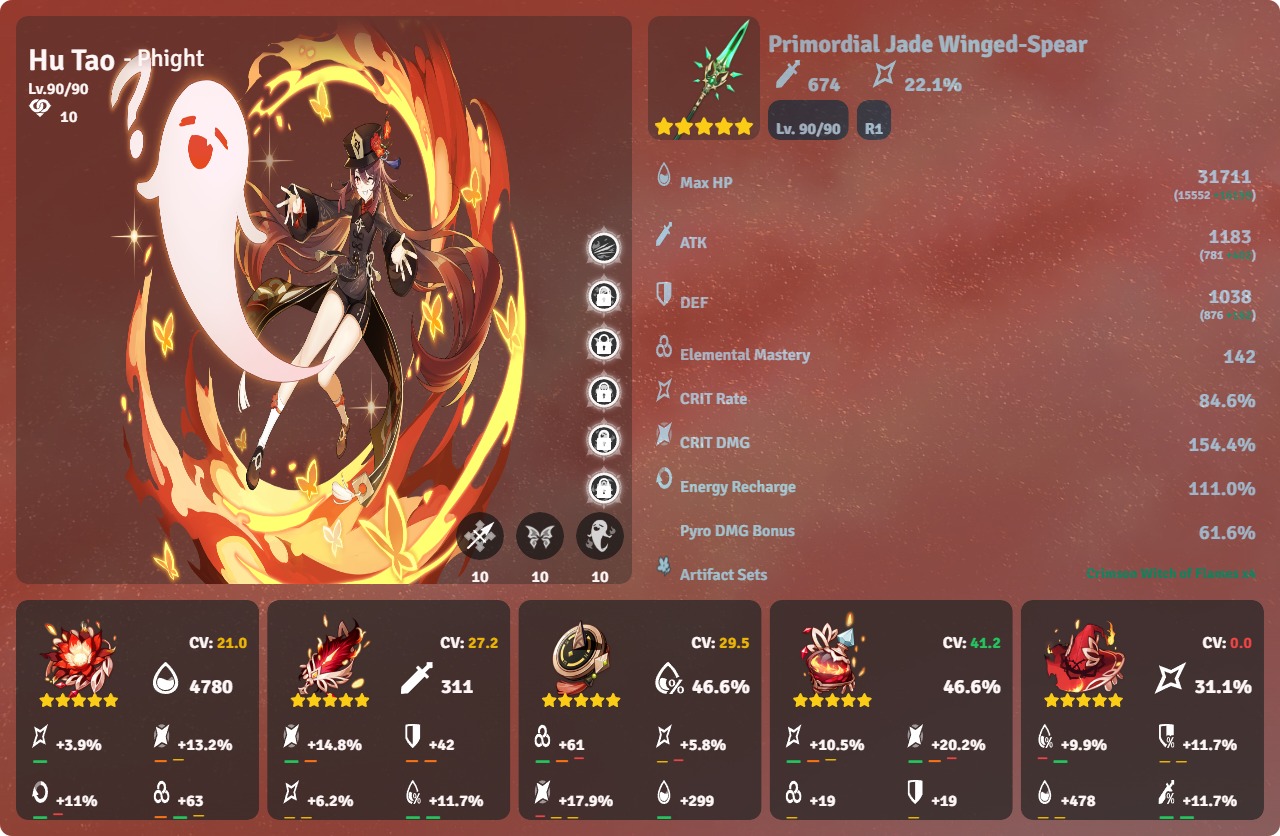 Hu Tao - Phight
Lv.90/90
10
10
10
10
Primordial Jade Winged-Spear
674
22.1%
Lv. 90/90
R1
Max HP
31711
(15552
ATK
1183
(781
DEF
1038
(876
Elemental Mastery
142
CRIT Rate
84.6%
CRIT DMG
154.4%
Energy Recharge
111.0%
Pyro DMG Bonus
61.6%
Artifact Sets
Crimson Witch of Flames x4
CV: 21.0
4780
+3.9%
+13.2%
+11%
+63
CV: 27.2
311
+14.8%
+42
+6.2%
+11.7%
CV: 29.5
46.6%
+61
+5.8%
+17.9%
+299
CV: 41.2
46.6%
+10.5%
+20.2%
+19
+19
CV: 0.0
31.1%
+9.9%
+11.7%
+478
+11.7%